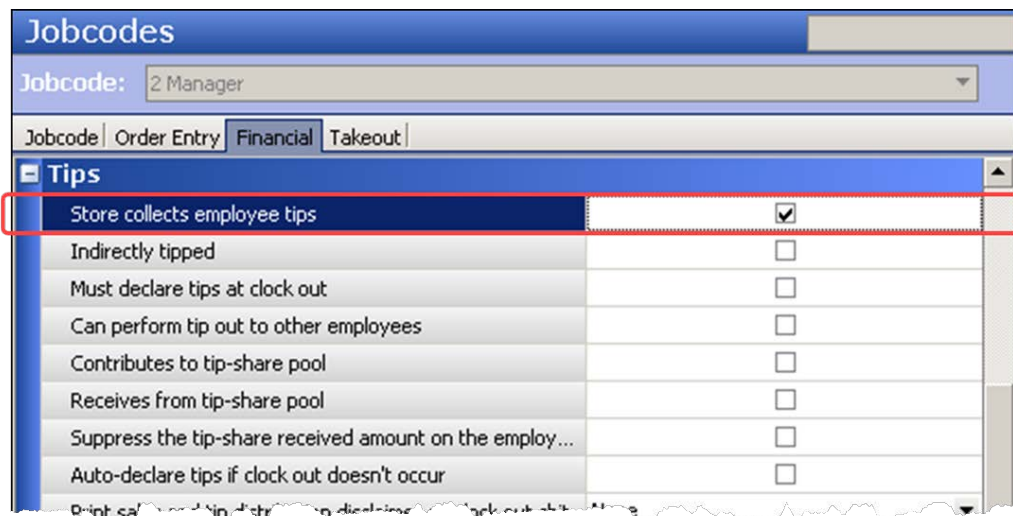 Jobcodes
Jobcode: 2 Manager
Jobcode Order Entry Financial Takeout
Tips
Store collects employee tips
Indirectly tipped
Must declare tips at clock out
Can perform tip out to other employees
Contributes to tip-share pool
Receives from tip-share pool
Suppress the tip-share received amount on the employ...
Auto-declare tips if clock out doesn't occur
Print